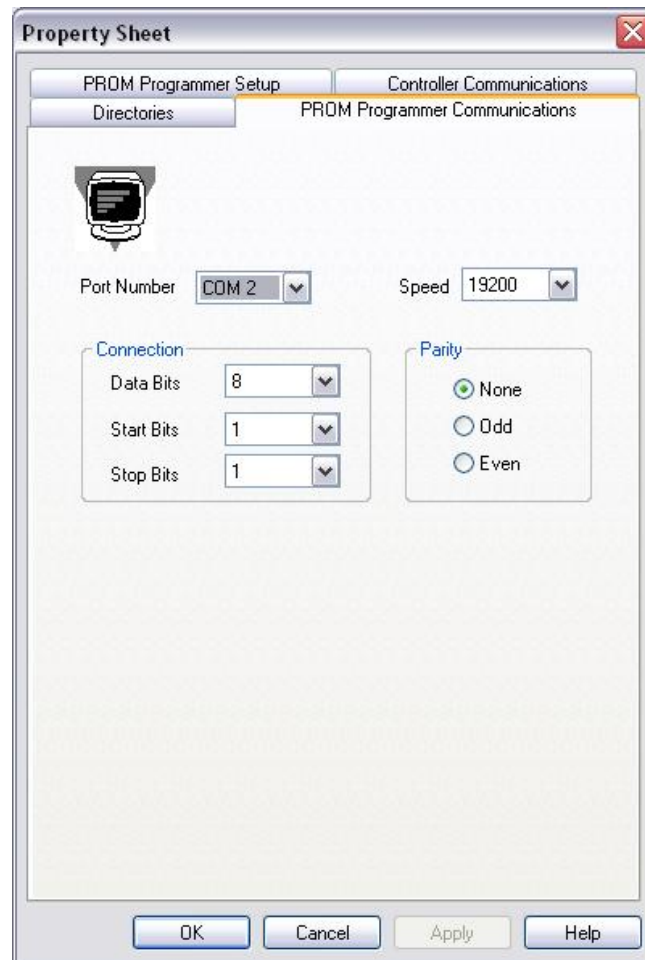 Property Sheet
PROM Programmer Setup
Controller Communications
Directories
PROM Programmer Communications
Port Number COM 2 Speed 19200
Connection
Data Bits 8
Start Bits 1
Stop Bits 1
Parity
None
Odd
Even
OK Cancel Apply Help